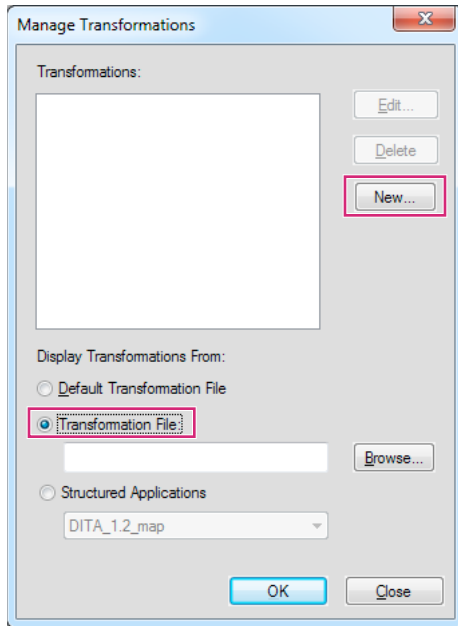 Manage Transformations
Transformations:
Edit...
Delete
New...
Display Transformations From:
Default Transformation File
Transformation File:
Browse...
Structured Applications
DITA_1.2_map
OK
Close